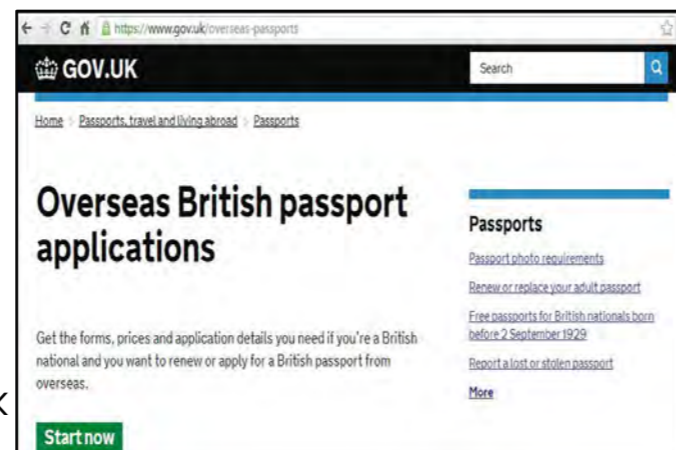 https://www.gov.uk/overseas-passports
GOV.UK
Search
Home > Passports, travel and living abroad > Passports
Overseas British passport
applications
Get the forms, prices and application details you need if you're a British
national and you want to renew or apply for a British passport from
overseas.
Start now
Passports
Passport photo requirements
Renew or replace your adult passport
Free passports for British nationals born
before 2 September 1929
Report a lost or stolen passport
More
K